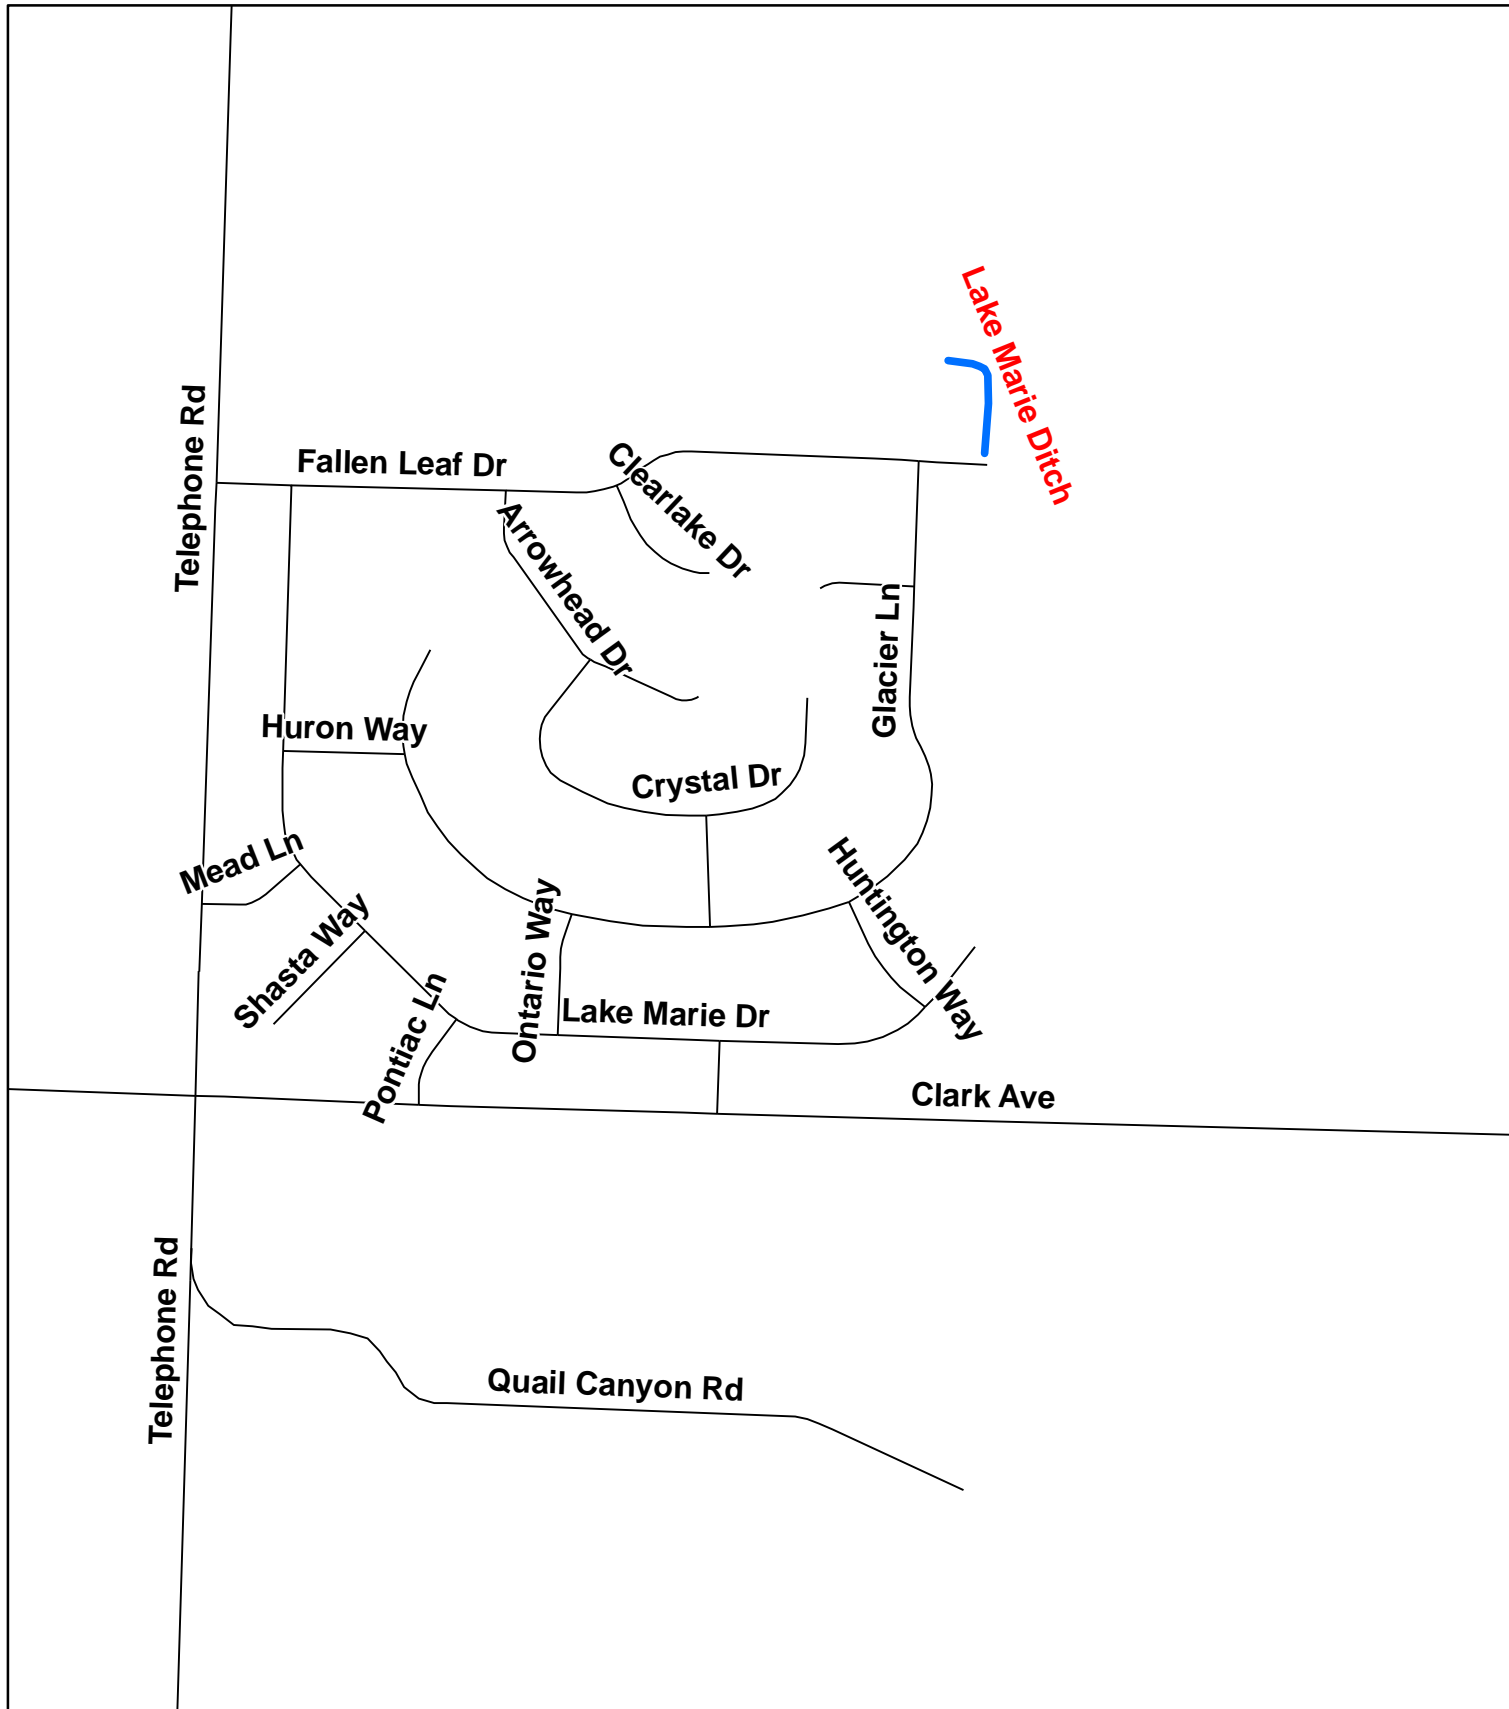 Lake Marie Ditch
Telephone Rd
Fallen Leaf Dr
Clearlake Dr
Arrowhead Dr
Glacier Ln
Huron Way
Crystal Dr
Mead Ln
Huntington Way
Shasta Way
Ontario Way
Pontiac Ln
Lake Marie Dr
Clark Ave
Telephone Rd
Quail Canyon Rd